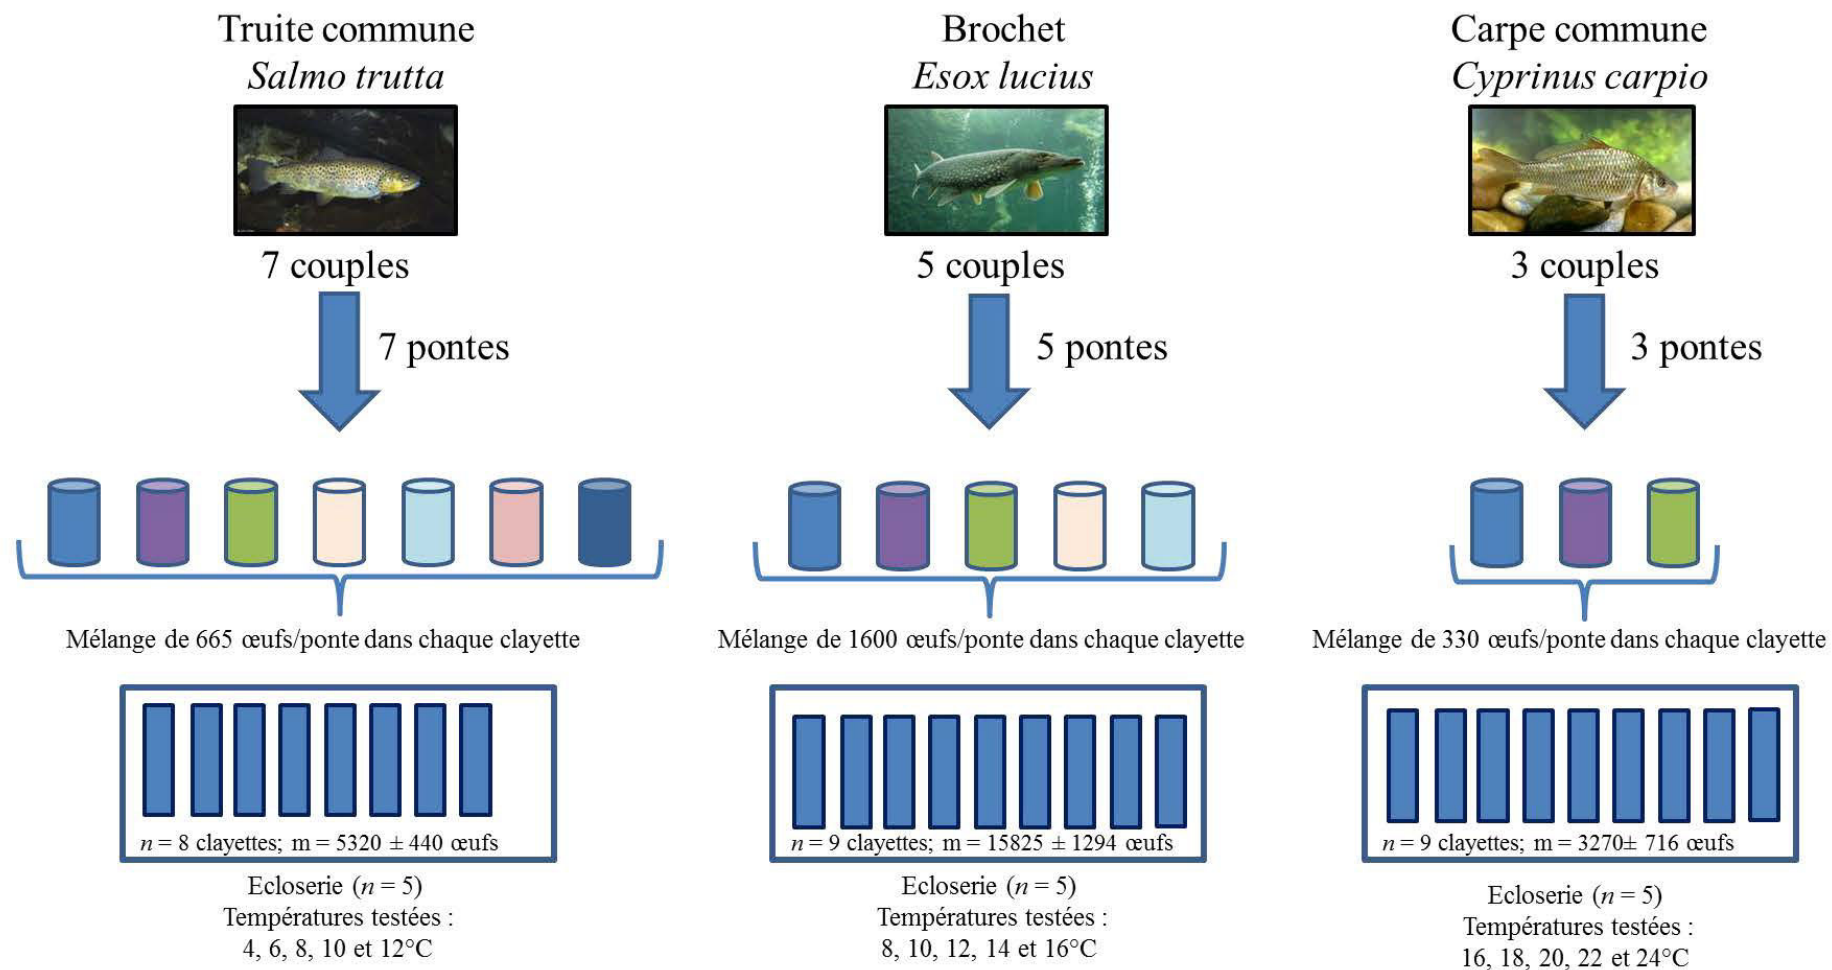 Truite commune
Salmo trutta
7 couples
7 pontes
Mélange de 665 œufs/ponte dans chaque clayette
n = 8 clayettes; m = 5320 ± 440 œufs
Ecloserie (n = 5)
Températures testées :
4, 6, 8, 10 et 12°C
Brochet
Esox lucius
5 couples
5 pontes
Mélange de 1600 œufs/ponte dans chaque clayette
n = 9 clayettes; m = 15825 ± 1294 œufs
Ecloserie (n = 5)
Températures testées :
8, 10, 12, 14 et 16°C
Carpe commune
Cyprinus carpio
3 couples
3 pontes
Mélange de 330 œufs/ponte dans chaque clayette
n = 9 clayettes; m = 3270± 716 œufs
Ecloserie (n = 5)
Températures testées :
16, 18, 20, 22 et 24°C